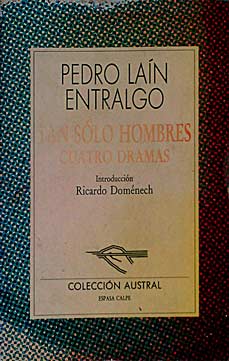 PEDRO LAÍN
ENTRALGO
TAN SÓLO HOMBRES
CUATRO DRAMAS
Introducción
Ricardo Doménech
COLECCIÓN AUSTRAL
ESPASA CALPE